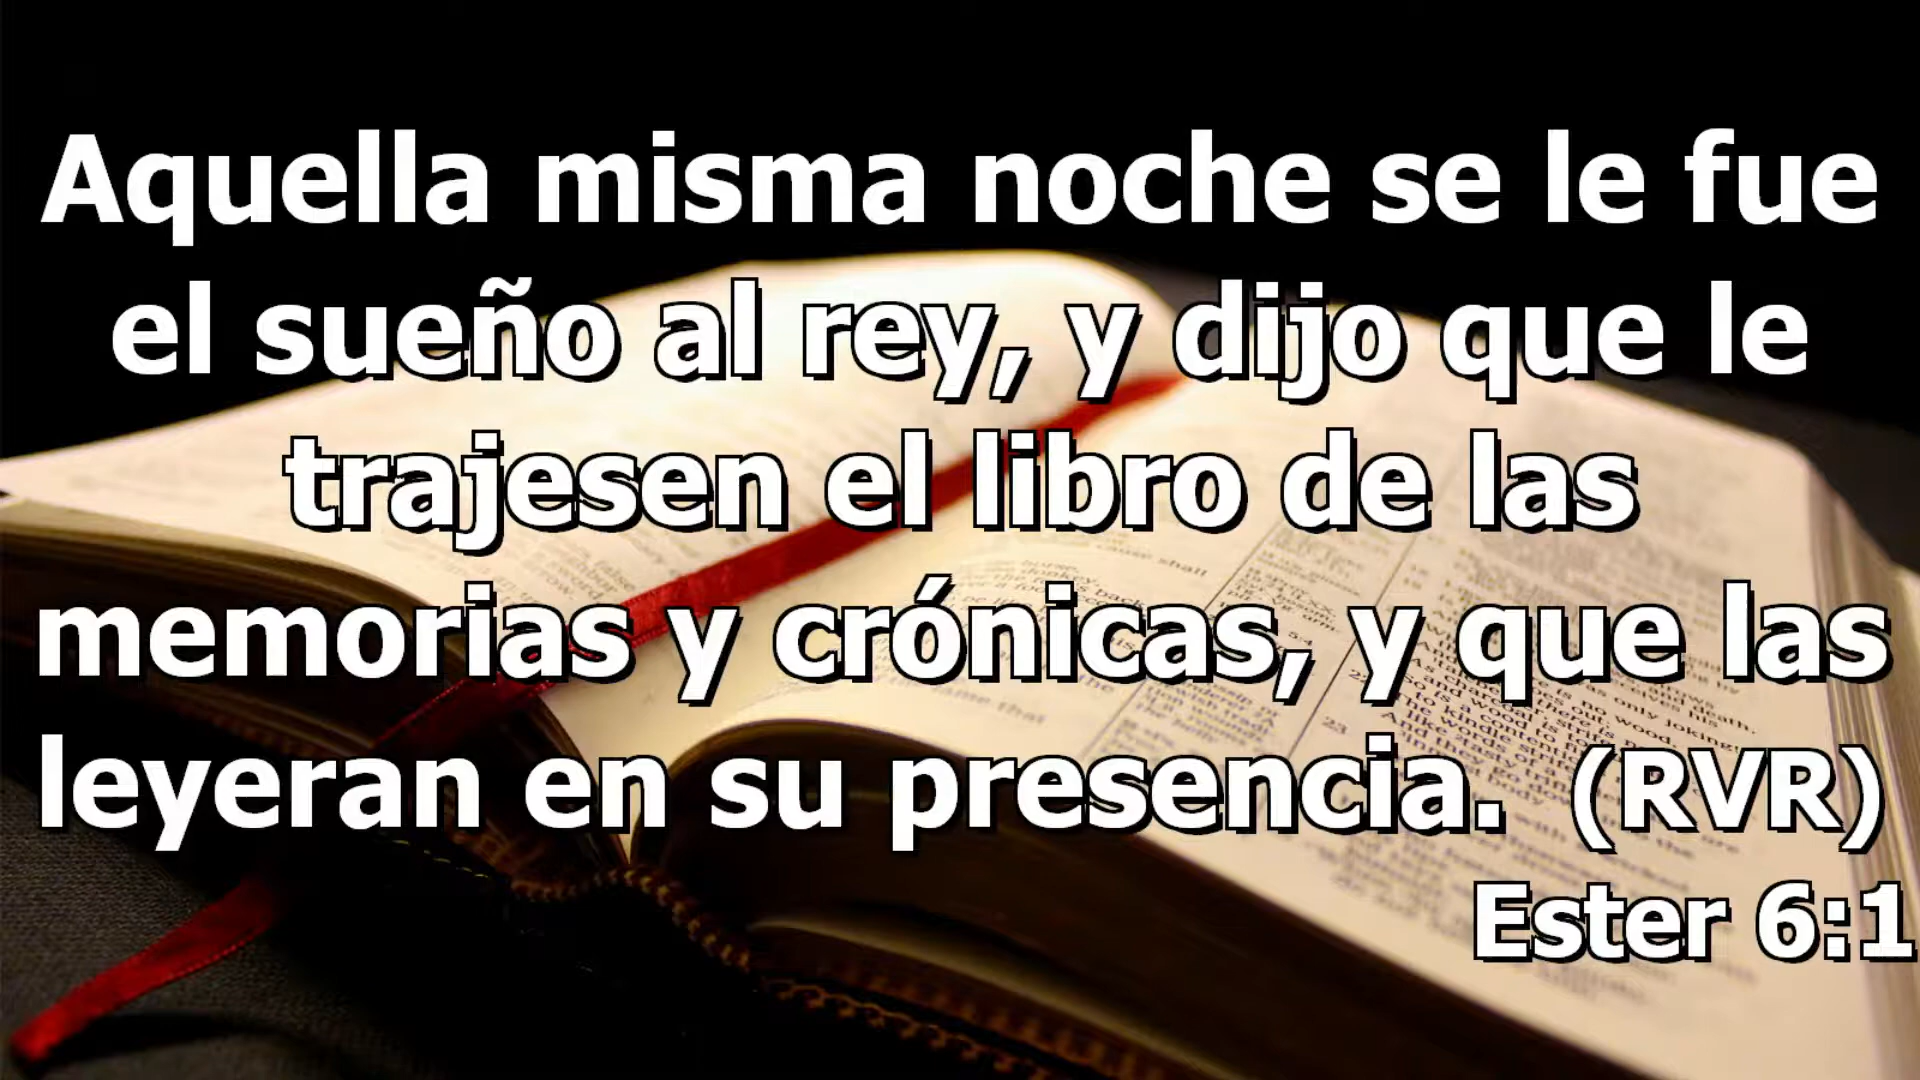 Aquella misma noche se le fue
el sueño al rey, y dijo que le
trajesen el libro de las
memorias y crónicas, y que las
leyeran en su presencia. (RVR)
Ester 6:1